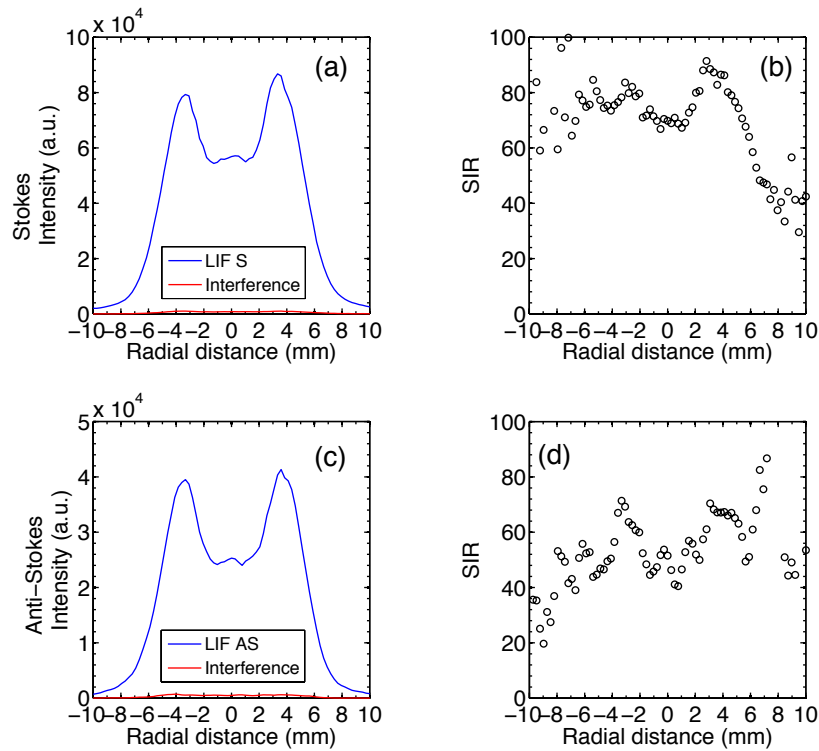 x 10⁴
(a)
Stokes
Intensity (a.u.)
10
8
6
4
2
0
LIF S
Interference
−10−8 −6 −4 −2 0 2 4 6 8 10
Radial distance (mm)
(b)
SIR
100
80
60
40
20
0
−10−8 −6 −4 −2 0 2 4 6 8 10
Radial distance (mm)
x 10⁴
(c)
Anti−Stokes
Intensity (a.u.)
5
4
3
2
1
0
LIF AS
Interference
−10−8 −6 −4 −2 0 2 4 6 8 10
Radial distance (mm)
(d)
SIR
100
80
60
40
20
0
−10−8 −6 −4 −2 0 2 4 6 8 10
Radial distance (mm)